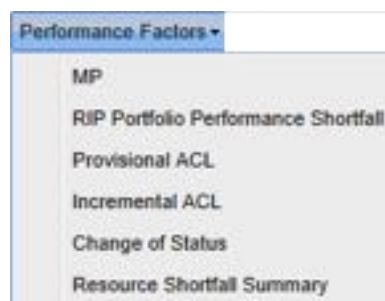 Performance Factors
MP
RIP Portfolio Performance Shortfall
Provisional ACL
Incremental ACL
Change of Status
Resource Shortfall Summary